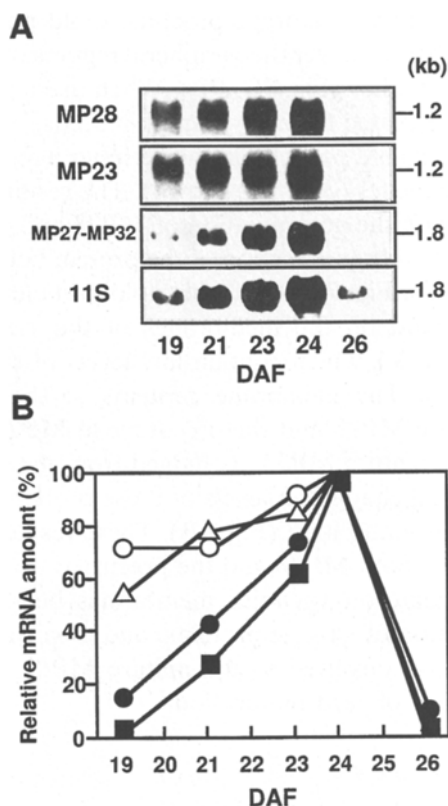 A
(kb)
MP28 1.2
MP23 1.2
MP27-MP32 1.8
11S 1.8
19 21 23 24 26
DAF
B
Relative mRNA amount (%)
100
80
60
40
20
0
19 20 21 22 23 24 25 26
DAF